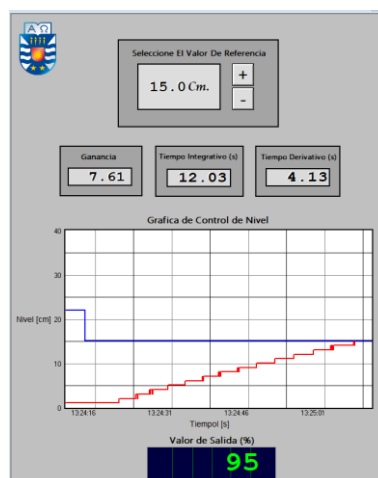 Α Ω
Seleccione El Valor De Referencia
15.0 Cm.
+
-
Ganancia
7.61
Tiempo Integrativo (s)
12.03
Tiempo Derivativo (s)
4.13
Grafica de Control de Nivel
40
30
Nivel [cm] 20
10
0
13:24:16 13:24:31 13:24:46 13:25:01
Tiempol [s]
Valor de Salida (%)
95